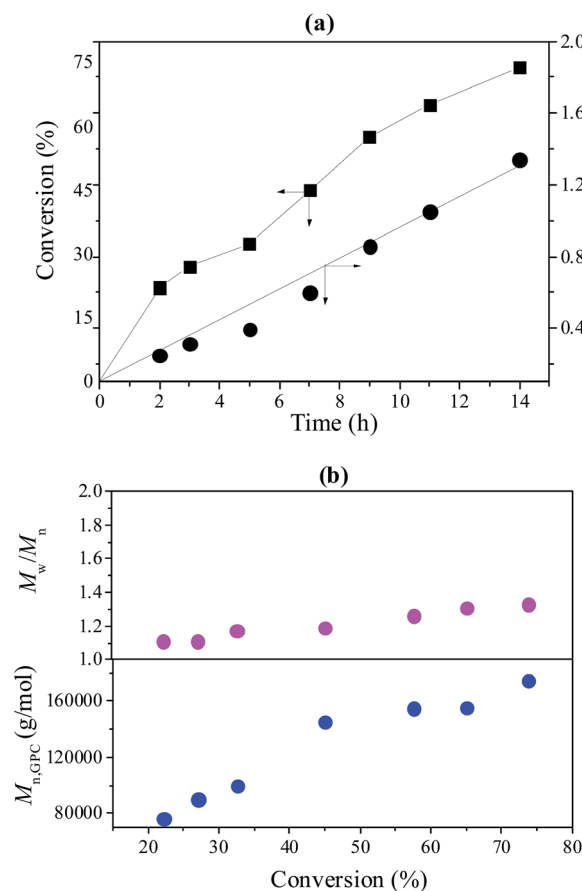 (a)
75
60
45
30
15
0
Conversion (%)
2.0
1.6
1.2
0.8
0.4
0 2 4 6 8 10 12 14
Time (h)
(b)
2.0
1.8
1.6
1.4
1.2
1.0
Mw/Mn
160000
120000
80000
Mn,GPC (g/mol)
20 30 40 50 60 70 80
Conversion (%)